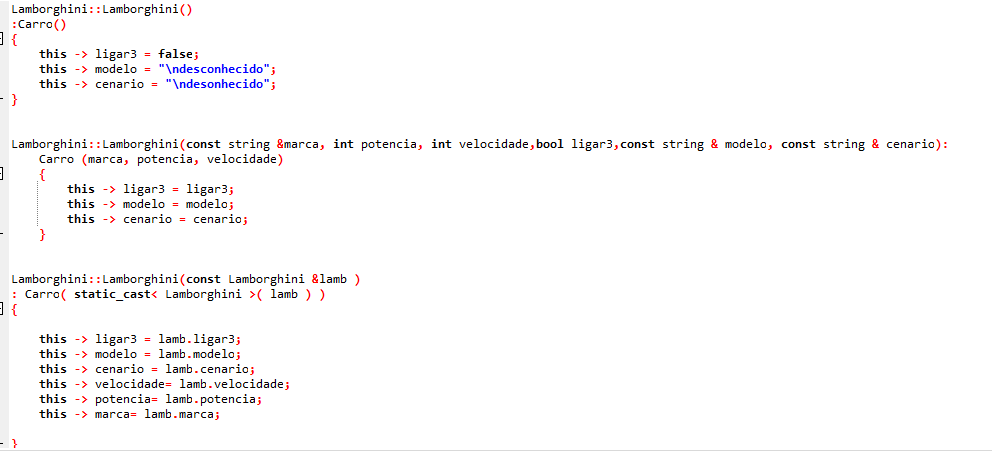 Lamborghini::Lamborghini()
:Carro()
{
this -> ligar3 = false;
this -> modelo = "\ndesconhecido";
this -> cenario = "\ndesonhecido";
}
Lamborghini::Lamborghini(const string &marca, int potencia, int velocidade,bool ligar3,const string & modelo, const string & cenario):
Carro (marca, potencia, velocidade)
{
this -> ligar3 = ligar3;
this -> modelo = modelo;
this -> cenario = cenario;
}
Lamborghini::Lamborghini(const Lamborghini &lamb )
: Carro( static_cast< Lamborghini >( lamb ) )
{
this -> ligar3 = lamb.ligar3;
this -> modelo = lamb.modelo;
this -> cenario = lamb.cenario;
this -> velocidade= lamb.velocidade;
this -> potencia= lamb.potencia;
this -> marca= lamb.marca;
}